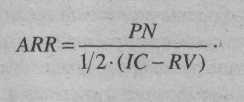 ARR = PN / 1/2·(IC – RV) .